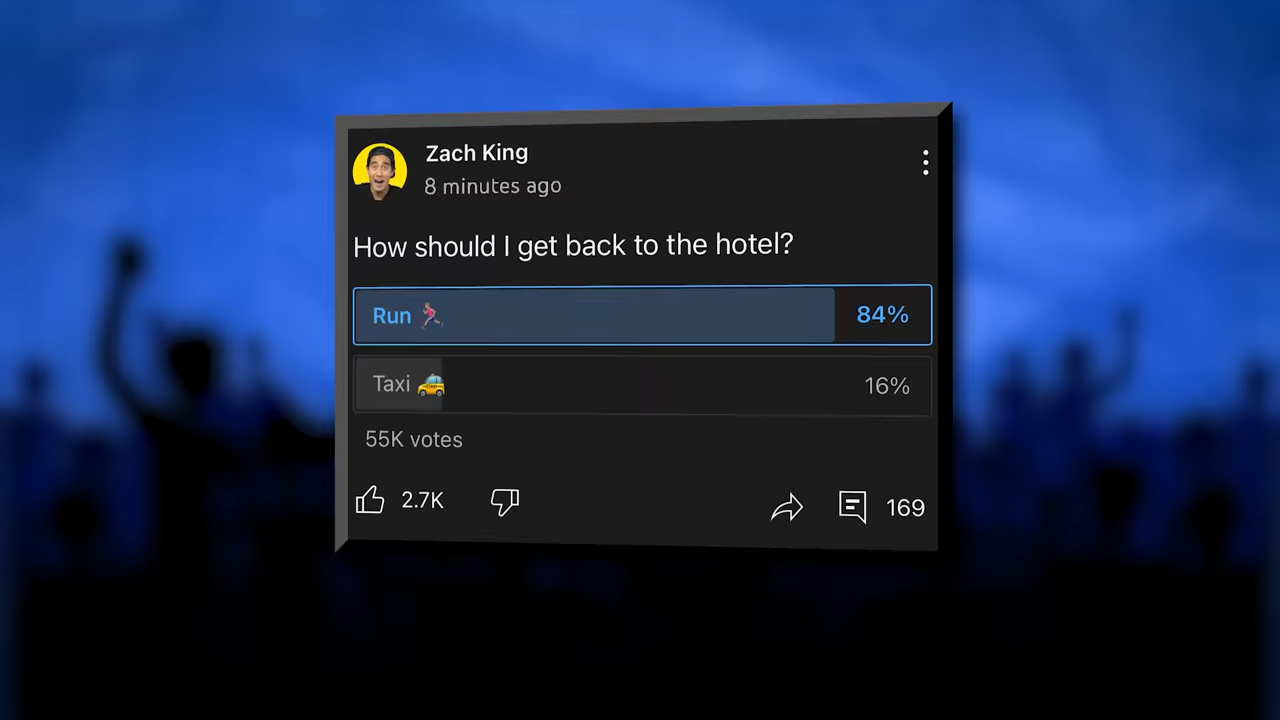 Zach King
8 minutes ago
How should I get back to the hotel?
Run 🏃🏽‍♀️ 84%
Taxi 🚕 16%
55K votes
2.7K 169